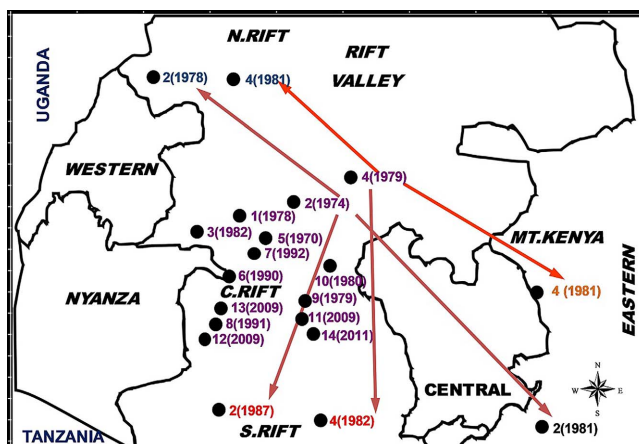 N.RIFT
RIFT
VALLEY
UGANDA
2(1978)
4(1981)
WESTERN
4(1979)
2(1974)
1(1978)
3(1982)
5(1970)
7(1992)
MT.KENYA
EASTERN
6(1990)
10(1980)
4 (1981)
NYANZA
C.RIFT
9(1979)
13(2009)
11(2009)
8(1991)
14(2011)
12(2009)
CENTRAL
N
W
E
S
2(1987)
4(1982)
2(1981)
S.RIFT
TANZANIA